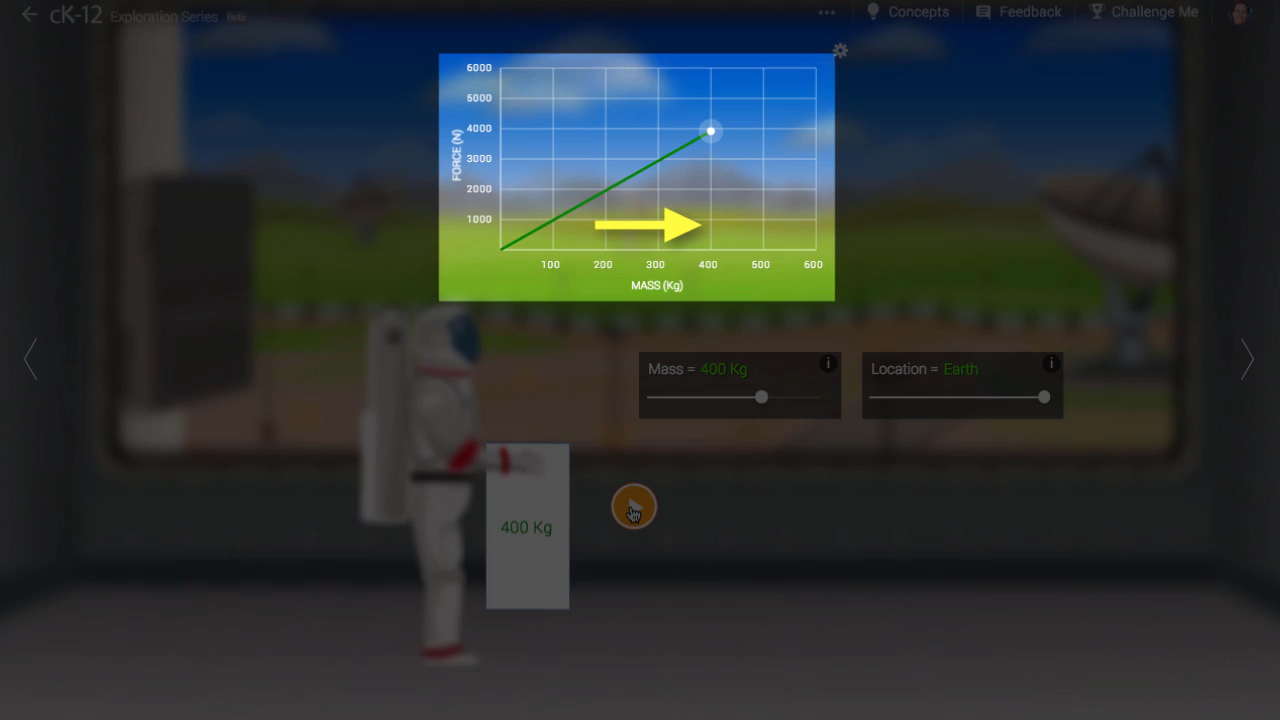 cK-12 Exploration Series Beta
Concepts
Feedback
Challenge Me
6000
5000
4000
3000
2000
1000
FORCE (N)
100 200 300 400 500 600
MASS (Kg)
Mass = 400 Kg
i
Location = Earth
i
400 Kg